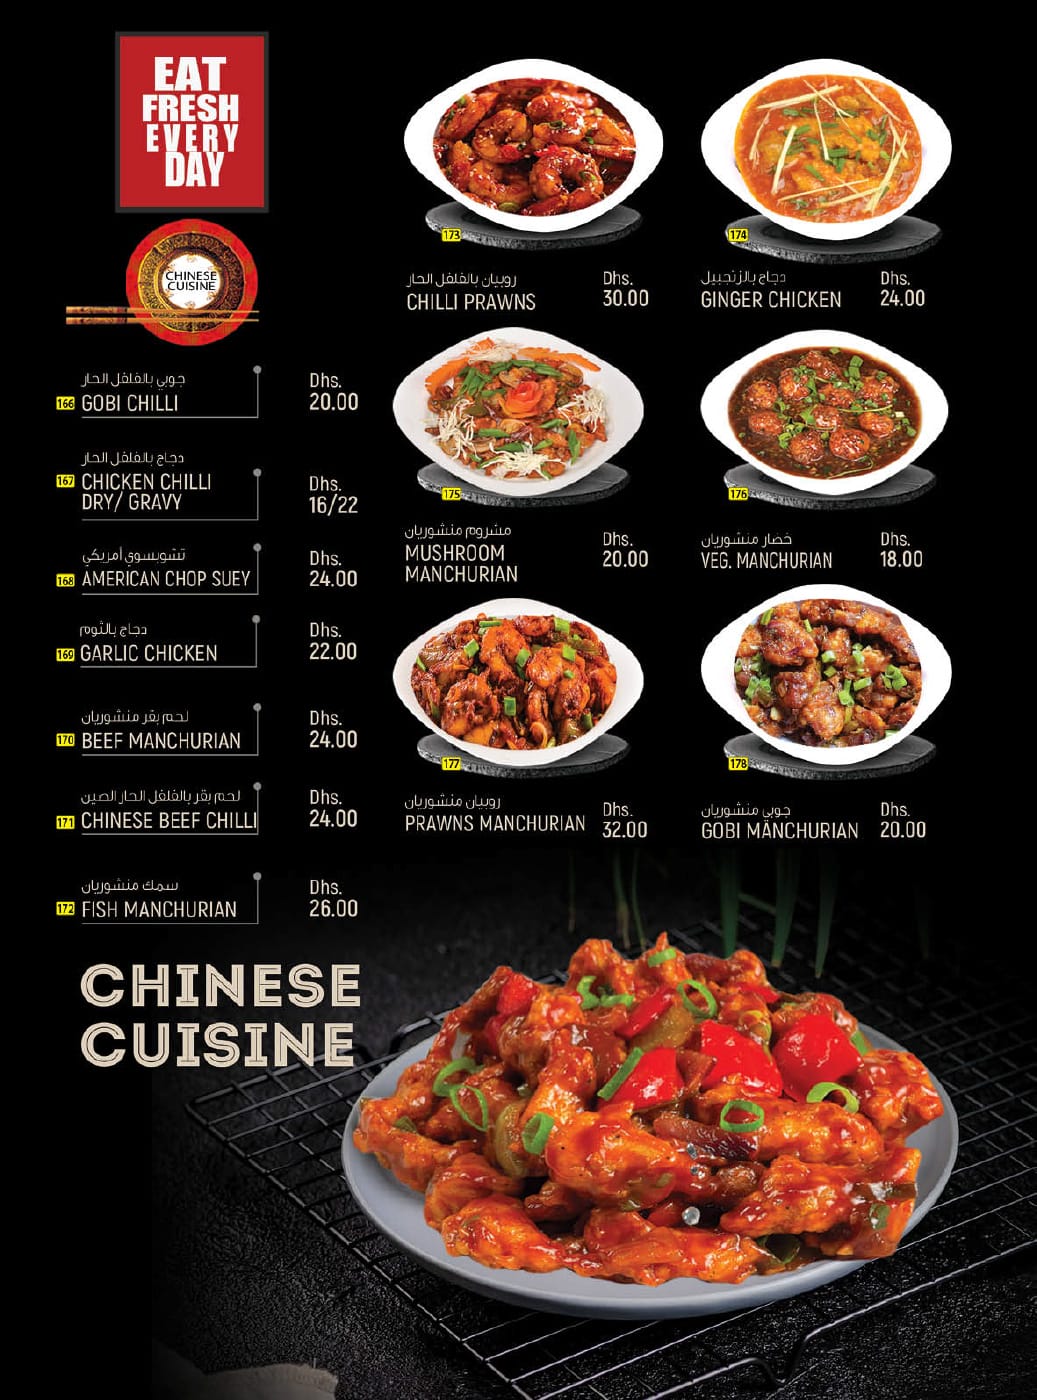 EAT
FRESH
EVERY
DAY
CHINESE
CUISINE
جوبي بالفلفل الحار
166 GOBI CHILLI
Dhs.
20.00
دجاج بالفلفل الحار
167 CHICKEN CHILLI
DRY/ GRAVY
Dhs.
16/22
تشوبسوي أمريكي
168 AMERICAN CHOP SUEY
Dhs.
24.00
دجاج بالثوم
169 GARLIC CHICKEN
Dhs.
22.00
لحم بقر منشوريان
170 BEEF MANCHURIAN
Dhs.
24.00
لحم بقر بالفلفل الحار الصين
171 CHINESE BEEF CHILLI
Dhs.
24.00
سمك منشوريان
172 FISH MANCHURIAN
Dhs.
26.00
173
روبيان بالفلفل الحار
CHILLI PRAWNS
Dhs.
30.00
174
دجاج بالزنجبيل
GINGER CHICKEN
Dhs.
24.00
175
مشروم منشوريان
MUSHROOM
MANCHURIAN
Dhs.
20.00
176
خضار منشوريان
VEG. MANCHURIAN
Dhs.
18.00
177
روبيان منشوريان
PRAWNS MANCHURIAN
Dhs.
32.00
178
جوبي منشوريان
GOBI MANCHURIAN
Dhs.
20.00
CHINESE
CUISINE